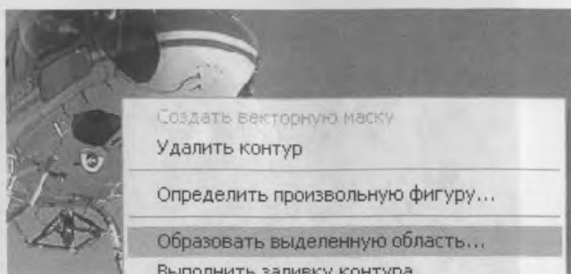 Создать векторную маску
Удалить контур
Определить произвольную фигуру...
Образовать выделенную область...
Выполнить заливку контура